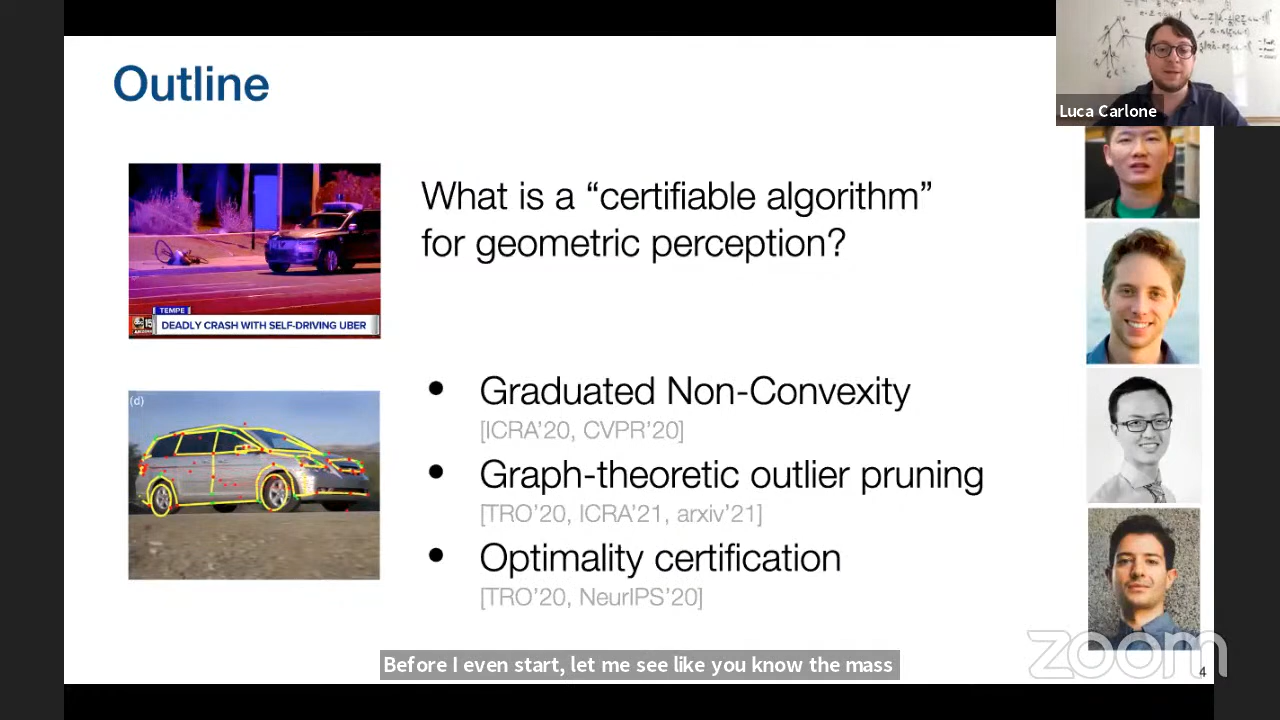 Outline
Luca Carlone
What is a “certifiable algorithm”
for geometric perception?
TEMPE
15
DEADLY CRASH WITH SELF-DRIVING UBER
(d)
• Graduated Non-Convexity
[ICRA’20, CVPR’20]
• Graph-theoretic outlier pruning
[TRO’20, ICRA’21, arxiv’21]
• Optimality certification
[TRO’20, NeurIPS’20]
Before I even start, let me see like you know the mass
zoom
4